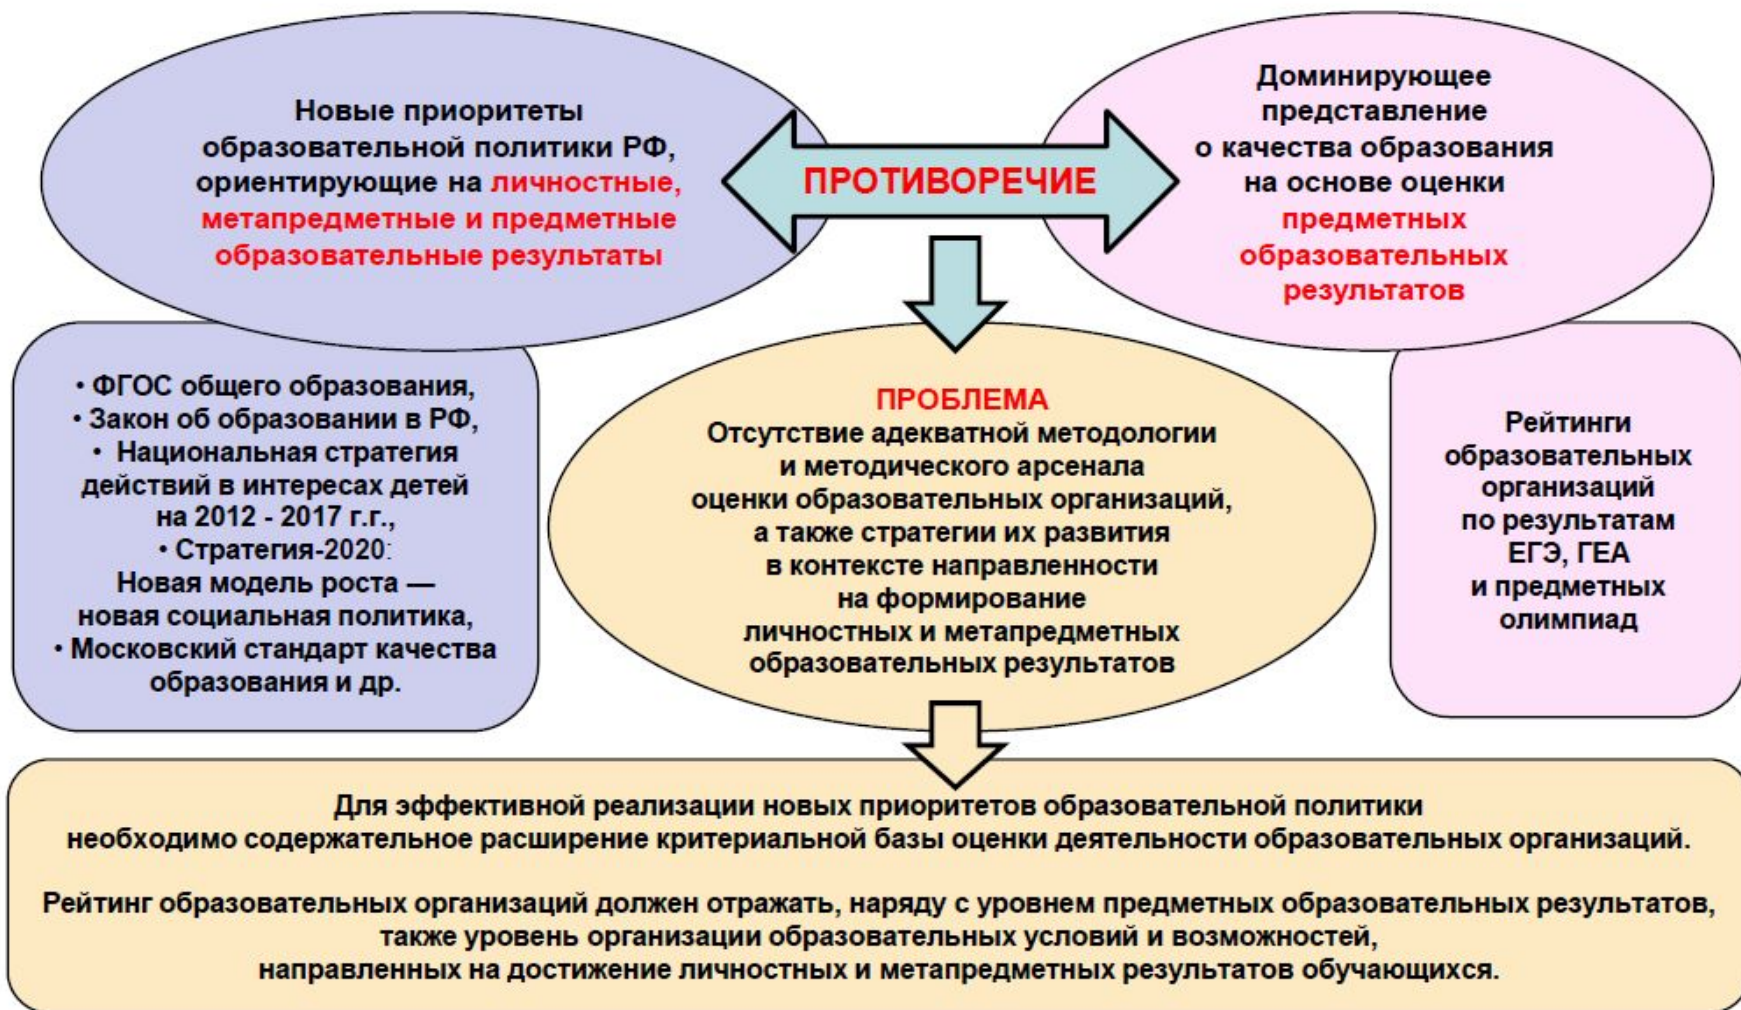 Новые приоритеты
образовательной политики РФ,
ориентирующие на личностные,
метапредметные и предметные
образовательные результаты
ПРОТИВОРЕЧИЕ
Доминирующее
представление
о качества образования
на основе оценки
предметных
образовательных
результатов
• ФГОС общего образования,
• Закон об образовании в РФ,
• Национальная стратегия
действий в интересах детей
на 2012 - 2017 г.г.,
• Стратегия-2020:
Новая модель роста —
новая социальная политика,
• Московский стандарт качества
образования и др.
ПРОБЛЕМА
Отсутствие адекватной методологии
и методического арсенала
оценки образовательных организаций,
а также стратегии их развития
в контексте направленности
на формирование
личностных и метапредметных
образовательных результатов
Рейтинги
образовательных
организаций
по результатам
ЕГЭ, ГЕА
и предметных
олимпиад
Для эффективной реализации новых приоритетов образовательной политики
необходимо содержательное расширение критериальной базы оценки деятельности образовательных организаций.
Рейтинг образовательных организаций должен отражать, наряду с уровнем предметных образовательных результатов,
также уровень организации образовательных условий и возможностей,
направленных на достижение личностных и метапредметных результатов обучающихся.